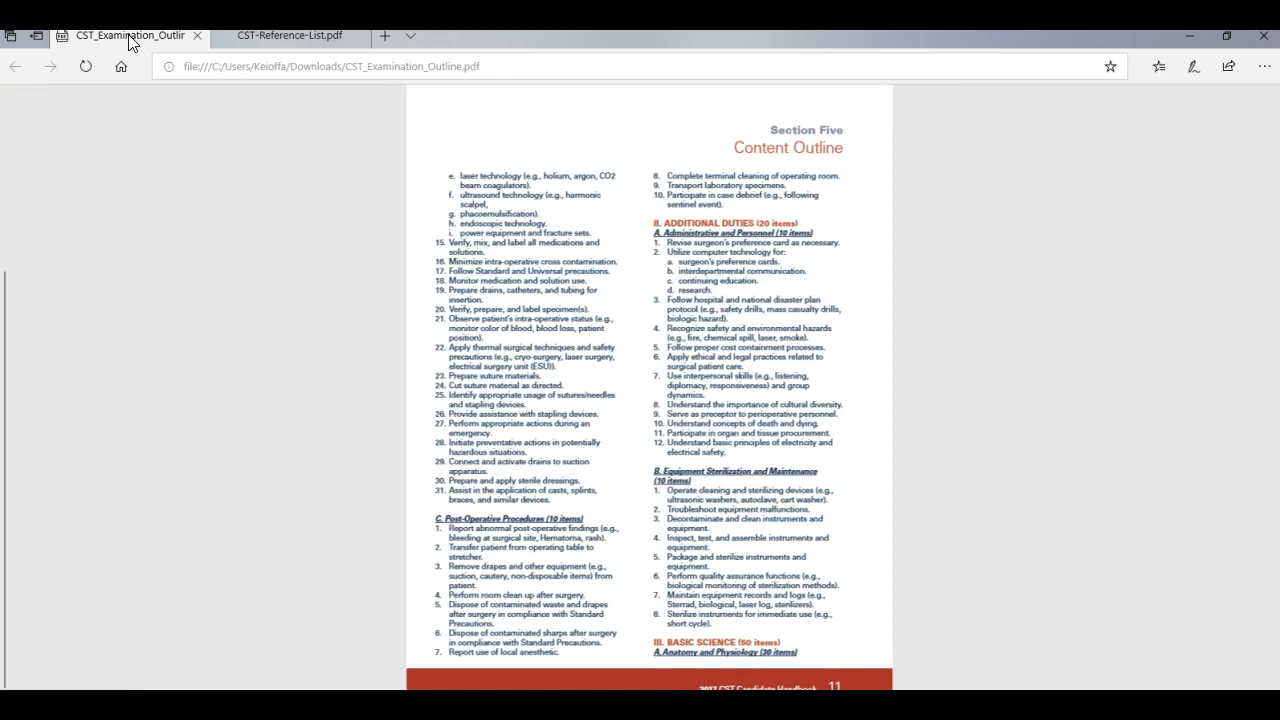 CST_Examination_Outlir
CST-Reference-List.pdf
file:///C:/Users/Keioffa/Downloads/CST_Examination_Outline.pdf
Section Five
Content Outline
e. laser technology (e.g., holium, argon, CO2
beam coagulators).
f. ultrasound technology (e.g., harmonic
scalpel,
g. phacoemulsification).
h. endoscopic technology.
i. power equipment and fracture sets.
15. Verify, mix, and label all medications and
solutions.
16. Minimize intra-operative cross contamination.
17. Follow Standard and Universal precautions.
18. Monitor medication and solution use.
19. Prepare drains, catheters, and tubing for
insertion.
20. Verify, prepare, and label specimen(s).
21. Observe patient's intra-operative status (e.g.,
monitor color of blood, blood loss, patient
position).
22. Apply thermal surgical techniques and safety
precautions (e.g., cryo-surgery, laser surgery,
electrical surgery unit (ESU)).
23. Prepare suture materials.
24. Cut suture material as directed.
25. Identify appropriate usage of sutures/needles
and stapling devices.
26. Provide assistance with stapling devices.
27. Perform appropriate actions during an
emergency.
28. Initiate preventative actions in potentially
hazardous situations.
29. Connect and activate drains to suction
apparatus.
30. Prepare and apply sterile dressings.
31. Assist in the application of casts, splints,
braces, and similar devices.
C. Post-Operative Procedures (10 items)
1. Report abnormal post-operative findings (e.g.,
bleeding at surgical site, Hematoma, rash).
2. Transfer patient from operating table to
stretcher.
3. Remove drapes and other equipment (e.g.,
suction, cautery, non-disposable items) from
patient.
4. Perform room clean up after surgery.
5. Dispose of contaminated waste and drapes
after surgery in compliance with Standard
Precautions.
6. Dispose of contaminated sharps after surgery
in compliance with Standard Precautions.
7. Report use of local anesthetic.
8. Complete terminal cleaning of operating room.
9. Transport laboratory specimens.
10. Participate in case debrief (e.g., following
sentinel event).
II. ADDITIONAL DUTIES (20 items)
A. Administrative and Personnel (10 items)
1. Revise surgeon's preference card as necessary.
2. Utilize computer technology for:
a. surgeon's preference cards.
b. interdepartmental communication.
c. continuing education.
d. research.
3. Follow hospital and national disaster plan
protocol (e.g., safety drills, mass casualty drills,
biologic hazard).
4. Recognize safety and environmental hazards
(e.g., fire, chemical spill, laser, smoke).
5. Follow proper cost containment processes.
6. Apply ethical and legal practices related to
surgical patient care.
7. Use interpersonal skills (e.g., listening,
diplomacy, responsiveness) and group
dynamics.
8. Understand the importance of cultural diversity.
9. Serve as preceptor to perioperative personnel.
10. Understand concepts of death and dying.
11. Participate in organ and tissue procurement.
12. Understand basic principles of electricity and
electrical safety.
B. Equipment Sterilization and Maintenance
(10 items)
1. Operate cleaning and sterilizing devices (e.g.,
ultrasonic washers, autoclave, cart washer).
2. Troubleshoot equipment malfunctions.
3. Decontaminate and clean instruments and
equipment.
4. Inspect, test, and assemble instruments and
equipment.
5. Package and sterilize instruments and
equipment.
6. Perform quality assurance functions (e.g.,
biological monitoring of sterilization methods).
7. Maintain equipment records and logs (e.g.,
Sterrad, biological, laser log, sterilizers).
8. Sterilize instruments for immediate use (e.g.,
short cycle).
III. BASIC SCIENCE (50 items)
A. Anatomy and Physiology (30 items)
2017 CST Candidate Handbook 11